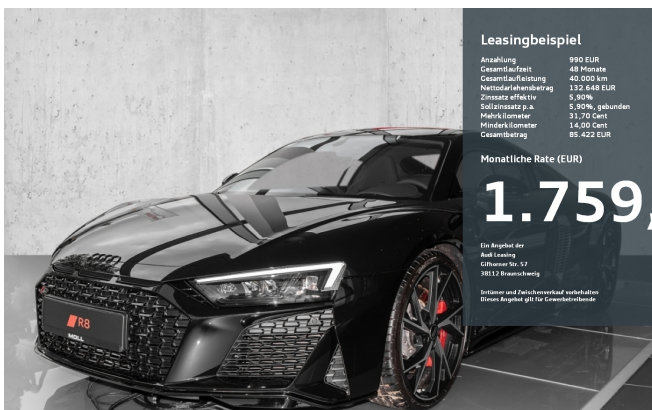 Leasingbeispiel
Anzahlung 990 EUR
Gesamtlaufzeit 48 Monate
Gesamtlaufleistung 40.000 km
Nettodarlehensbetrag 132.648 EUR
Zinssatz effektiv 5,90%
Sollzinssatz p.a. 5,90%, gebunden
Mehrkilometer 31,70 Cent
Minderkilometer 14,00 Cent
Gesamtbetrag 85.422 EUR
Monatliche Rate (EUR)
1.759,
Ein Angebot der
Audi Leasing
Gifhorner Str. 57
38112 Braunschweig
Irrtümer und Zwischenverkauf vorbehalten
Dieses Angebot gilt für Gewerbetreibende
R8
MOLL